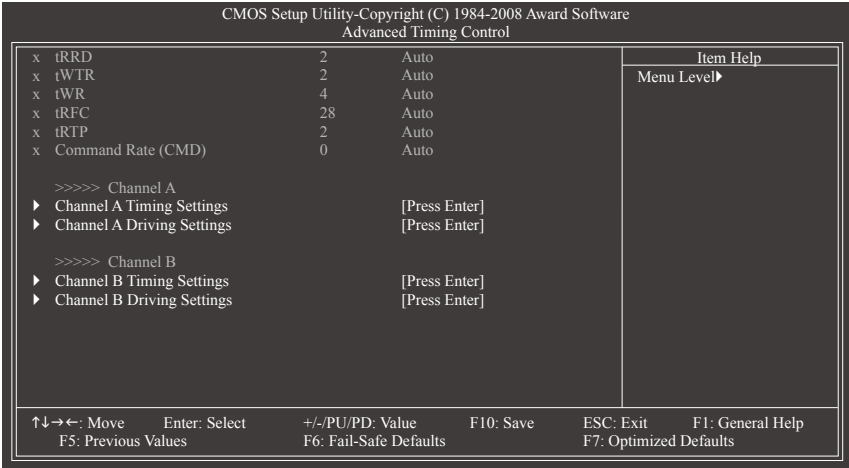 CMOS Setup Utility-Copyright (C) 1984-2008 Award Software
Advanced Timing Control
x tRRD 2 Auto
x tWTR 2 Auto
x tWR 4 Auto
x tRFC 28 Auto
x tRTP 2 Auto
x Command Rate (CMD) 0 Auto
>>>>> Channel A
Channel A Timing Settings [Press Enter]
Channel A Driving Settings [Press Enter]
>>>>> Channel B
Channel B Timing Settings [Press Enter]
Channel B Driving Settings [Press Enter]
Item Help
Menu Level▶
↑↓→←: Move Enter: Select +/-/PU/PD: Value F10: Save ESC: Exit F1: General Help
F5: Previous Values F6: Fail-Safe Defaults F7: Optimized Defaults